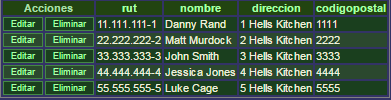 Acciones rut nombre direccion codigopostal
Editar Eliminar 11.111.111-1 Danny Rand 1 Hells Kitchen 1111
Editar Eliminar 22.222.222-2 Matt Murdock 2 Hells Kitchen 2222
Editar Eliminar 33.333.333-3 John Smith 3 Hells Kitchen 3333
Editar Eliminar 44.444.444-4 Jessica Jones 4 Hells Kitchen 4444
Editar Eliminar 55.555.555-5 Luke Cage 5 Hells Kitchen 5555